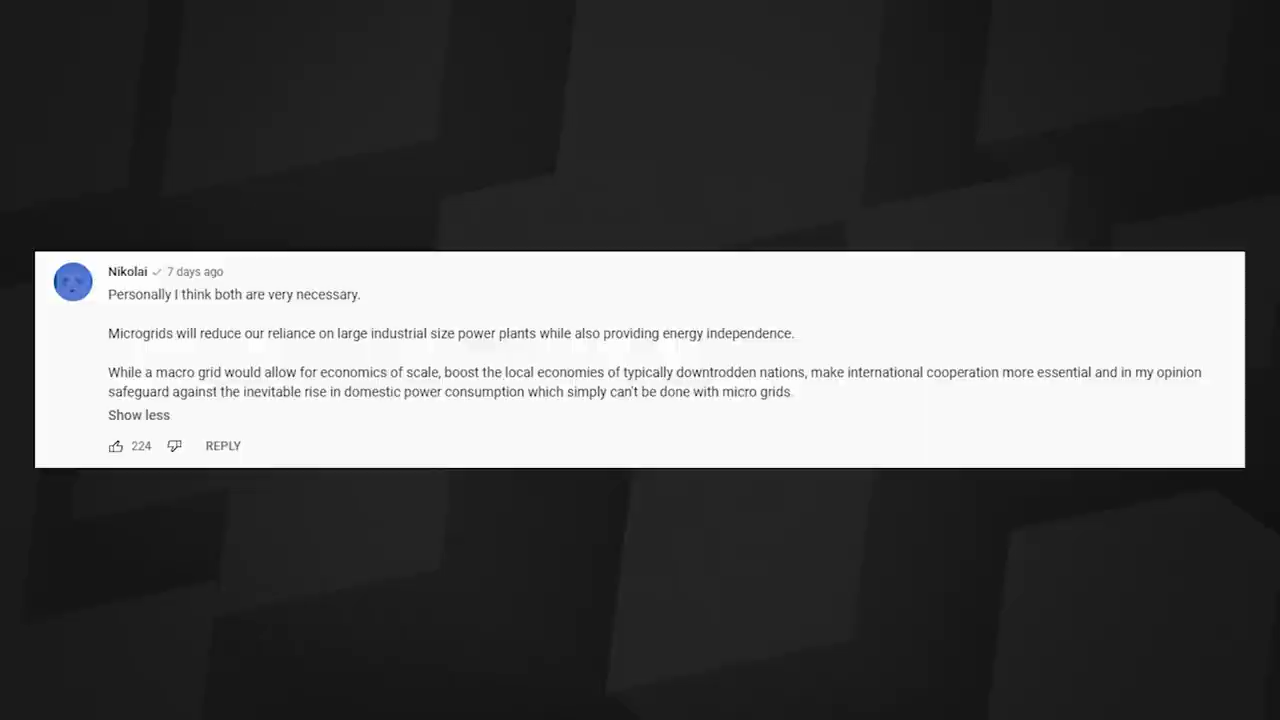 Nikolai 7 days ago
Personally I think both are very necessary.
Microgrids will reduce our reliance on large industrial size power plants while also providing energy independence.
While a macro grid would allow for economics of scale, boost the local economies of typically downtrodden nations, make international cooperation more essential and in my opinion
safeguard against the inevitable rise in domestic power consumption which simply can't be done with micro grids.
Show less
224 REPLY